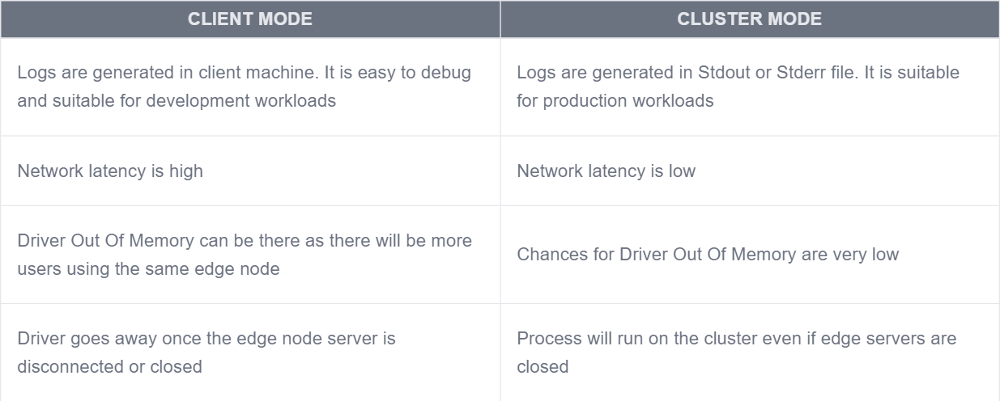 CLIENT MODE
CLUSTER MODE
Logs are generated in client machine. It is easy to debug
and suitable for development workloads
Logs are generated in Stdout or Stderr file. It is suitable
for production workloads
Network latency is high
Network latency is low
Driver Out Of Memory can be there as there will be more
users using the same edge node
Chances for Driver Out Of Memory are very low
Driver goes away once the edge node server is
disconnected or closed
Process will run on the cluster even if edge servers are
closed